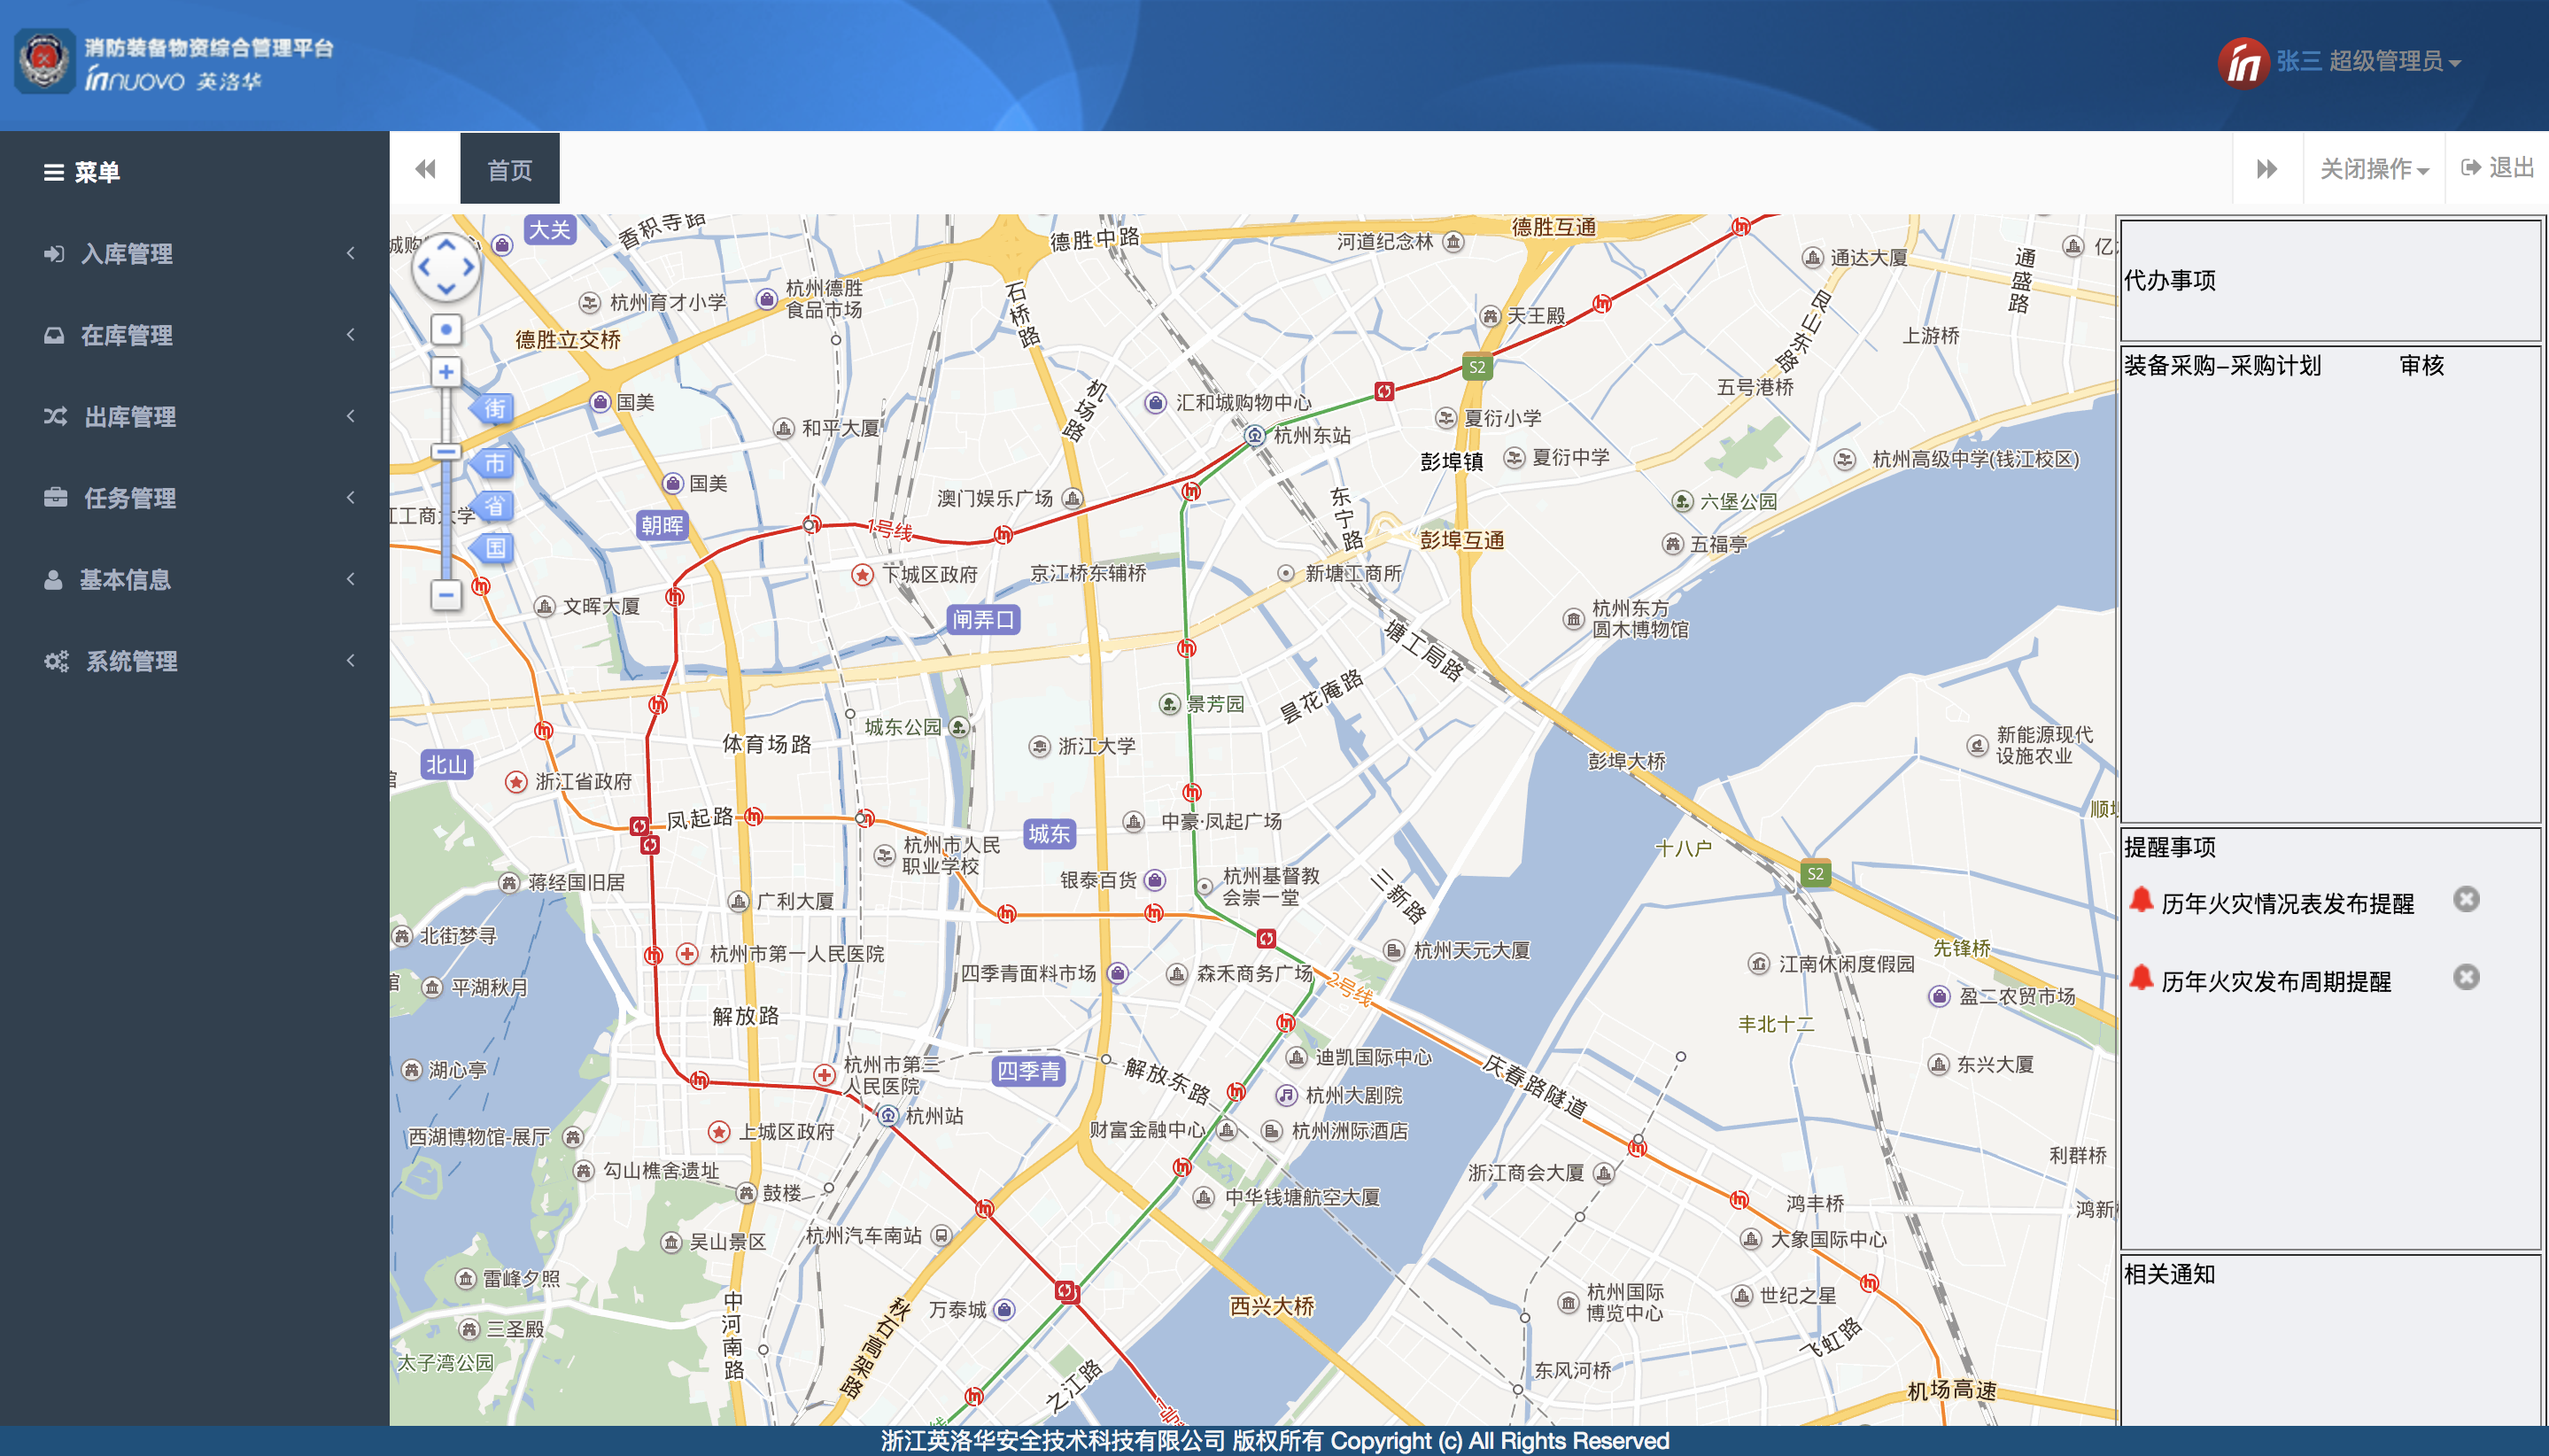 消防装备物资综合管理平台
innuovo 英洛华
张三 超级管理员
菜单
首页
关闭操作
退出
入库管理
在库管理
出库管理
任务管理
基本信息
系统管理
街
市
省
国
大关
香积寺路
德胜中路
河道纪念林
德胜互通
通达大厦
通盛路
杭州育才小学
杭州德胜
食品市场
石桥路
天王殿
艮山东路
上游桥
德胜立交桥
S2
五号港桥
国美
和平大厦
机场路
汇和城购物中心
杭州东站
夏衍小学
彭埠镇
夏衍中学
杭州高级中学(钱江校区)
国美
澳门娱乐广场
东宁路
六堡公园
朝晖
1号线
彭埠互通
五福亭
下城区政府
京江桥东辅桥
新塘工商所
文晖大厦
闸弄口
杭州东方
圆木博物馆
塘工局路
昙花庵路
景芳园
城东公园
体育场路
浙江大学
彭埠大桥
新能源现代
设施农业
北山
浙江省政府
凤起路
城东
中豪·凤起广场
杭州市人民
职业学校
十八户
银泰百货
杭州基督教
会崇一堂
三新路
S2
蒋经国旧居
广利大厦
北街梦寻
杭州市第一人民医院
杭州天元大厦
先锋桥
四季青面料市场
森禾商务广场
2号线
江南休闲度假园
平湖秋月
盈二农贸市场
解放路
丰北十二
湖心亭
杭州市第三
人民医院
四季青
解放东路
迪凯国际中心
庆春路隧道
东兴大厦
杭州大剧院
杭州站
西湖博物馆-展厅
上城区政府
财富金融中心
杭州洲际酒店
利群桥
勾山樵舍遗址
浙江商会大厦
鼓楼
中华钱塘航空大厦
鸿丰桥
鸿新
吴山景区
杭州汽车南站
大象国际中心
雷峰夕照
万泰城
西兴大桥
杭州国际
博览中心
世纪之星
三圣殿
中河南路
秋石高架路
飞虹路
太子湾公园
之江路
东风河桥
机场高速
代办事项
装备采购-采购计划 审核
提醒事项
历年火灾情况表发布提醒
历年火灾发布周期提醒
相关通知
浙江英洛华安全技术科技有限公司 版权所有 Copyright (c) All Rights Reserved